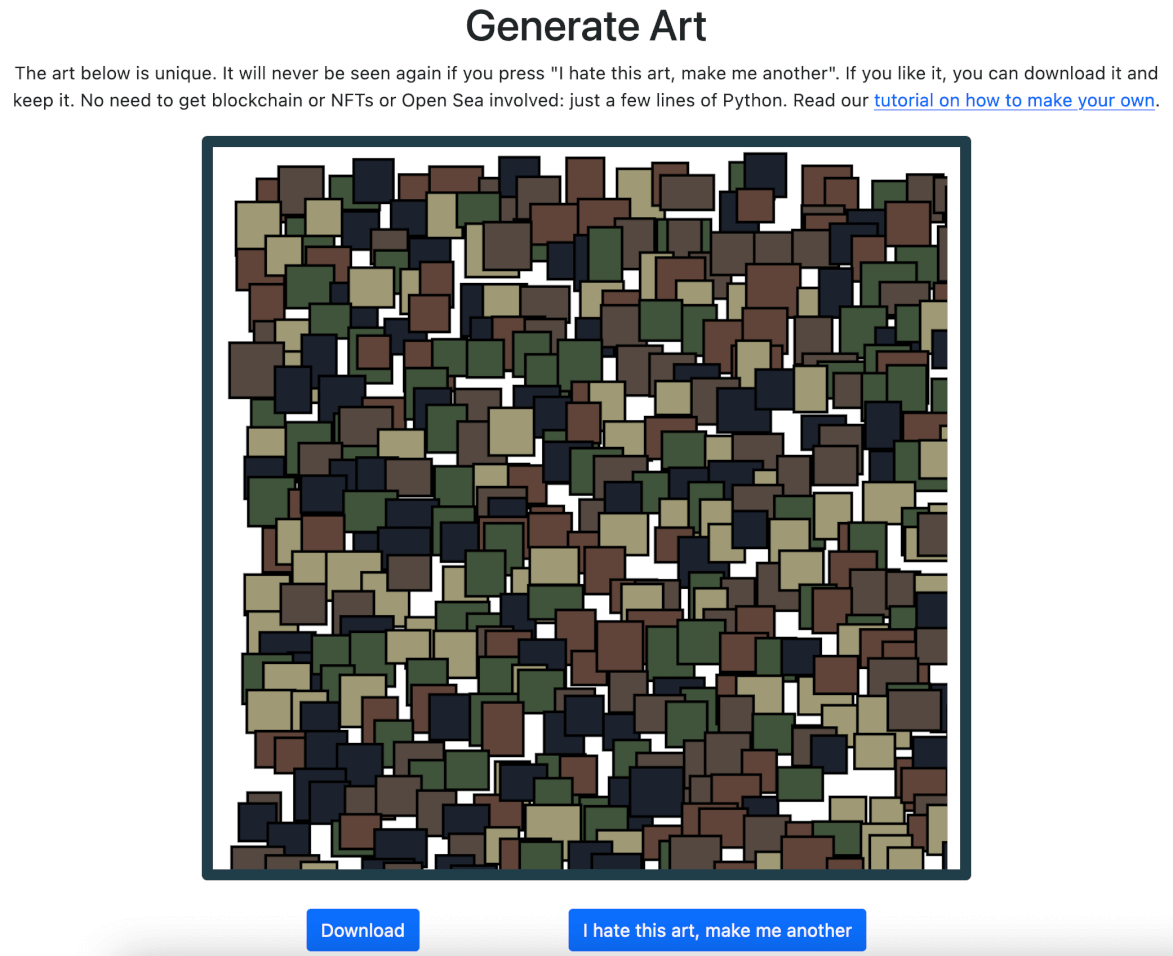 Generate Art
The art below is unique. It will never be seen again if you press "I hate this art, make me another". If you like it, you can download it and
keep it. No need to get blockchain or NFTs or Open Sea involved: just a few lines of Python. Read our tutorial on how to make your own.
Download
I hate this art, make me another